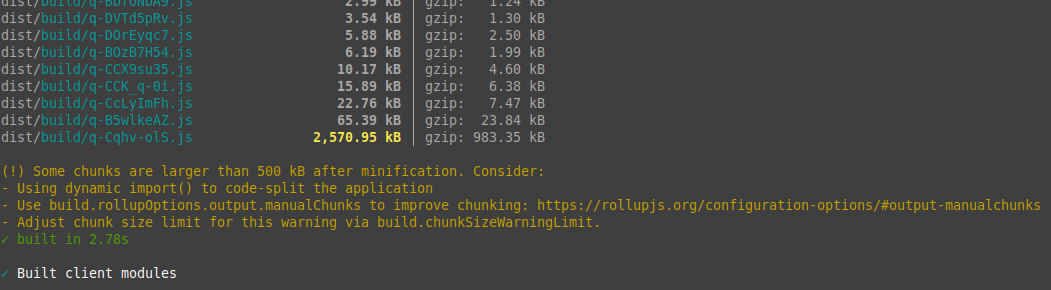 dist/build/q-BbToNbA9.js 2.99 kB │ gzip: 1.24 kB
dist/build/q-DVTd5pRv.js 3.54 kB │ gzip: 1.30 kB
dist/build/q-DOrEyqc7.js 5.88 kB │ gzip: 2.50 kB
dist/build/q-BOzB7H54.js 6.19 kB │ gzip: 1.99 kB
dist/build/q-CCX9su35.js 10.17 kB │ gzip: 4.60 kB
dist/build/q-CCK_q-0i.js 15.89 kB │ gzip: 6.38 kB
dist/build/q-CcLyImFh.js 22.76 kB │ gzip: 7.47 kB
dist/build/q-B5wlkeAZ.js 65.39 kB │ gzip: 23.84 kB
dist/build/q-Cqhv-olS.js 2,570.95 kB │ gzip: 983.35 kB
(!) Some chunks are larger than 500 kB after minification. Consider:
- Using dynamic import() to code-split the application
- Use build.rollupOptions.output.manualChunks to improve chunking: https://rollupjs.org/configuration-options/#output-manualchunks
- Adjust chunk size limit for this warning via build.chunkSizeWarningLimit.
✓ built in 2.78s
✓ Built client modules